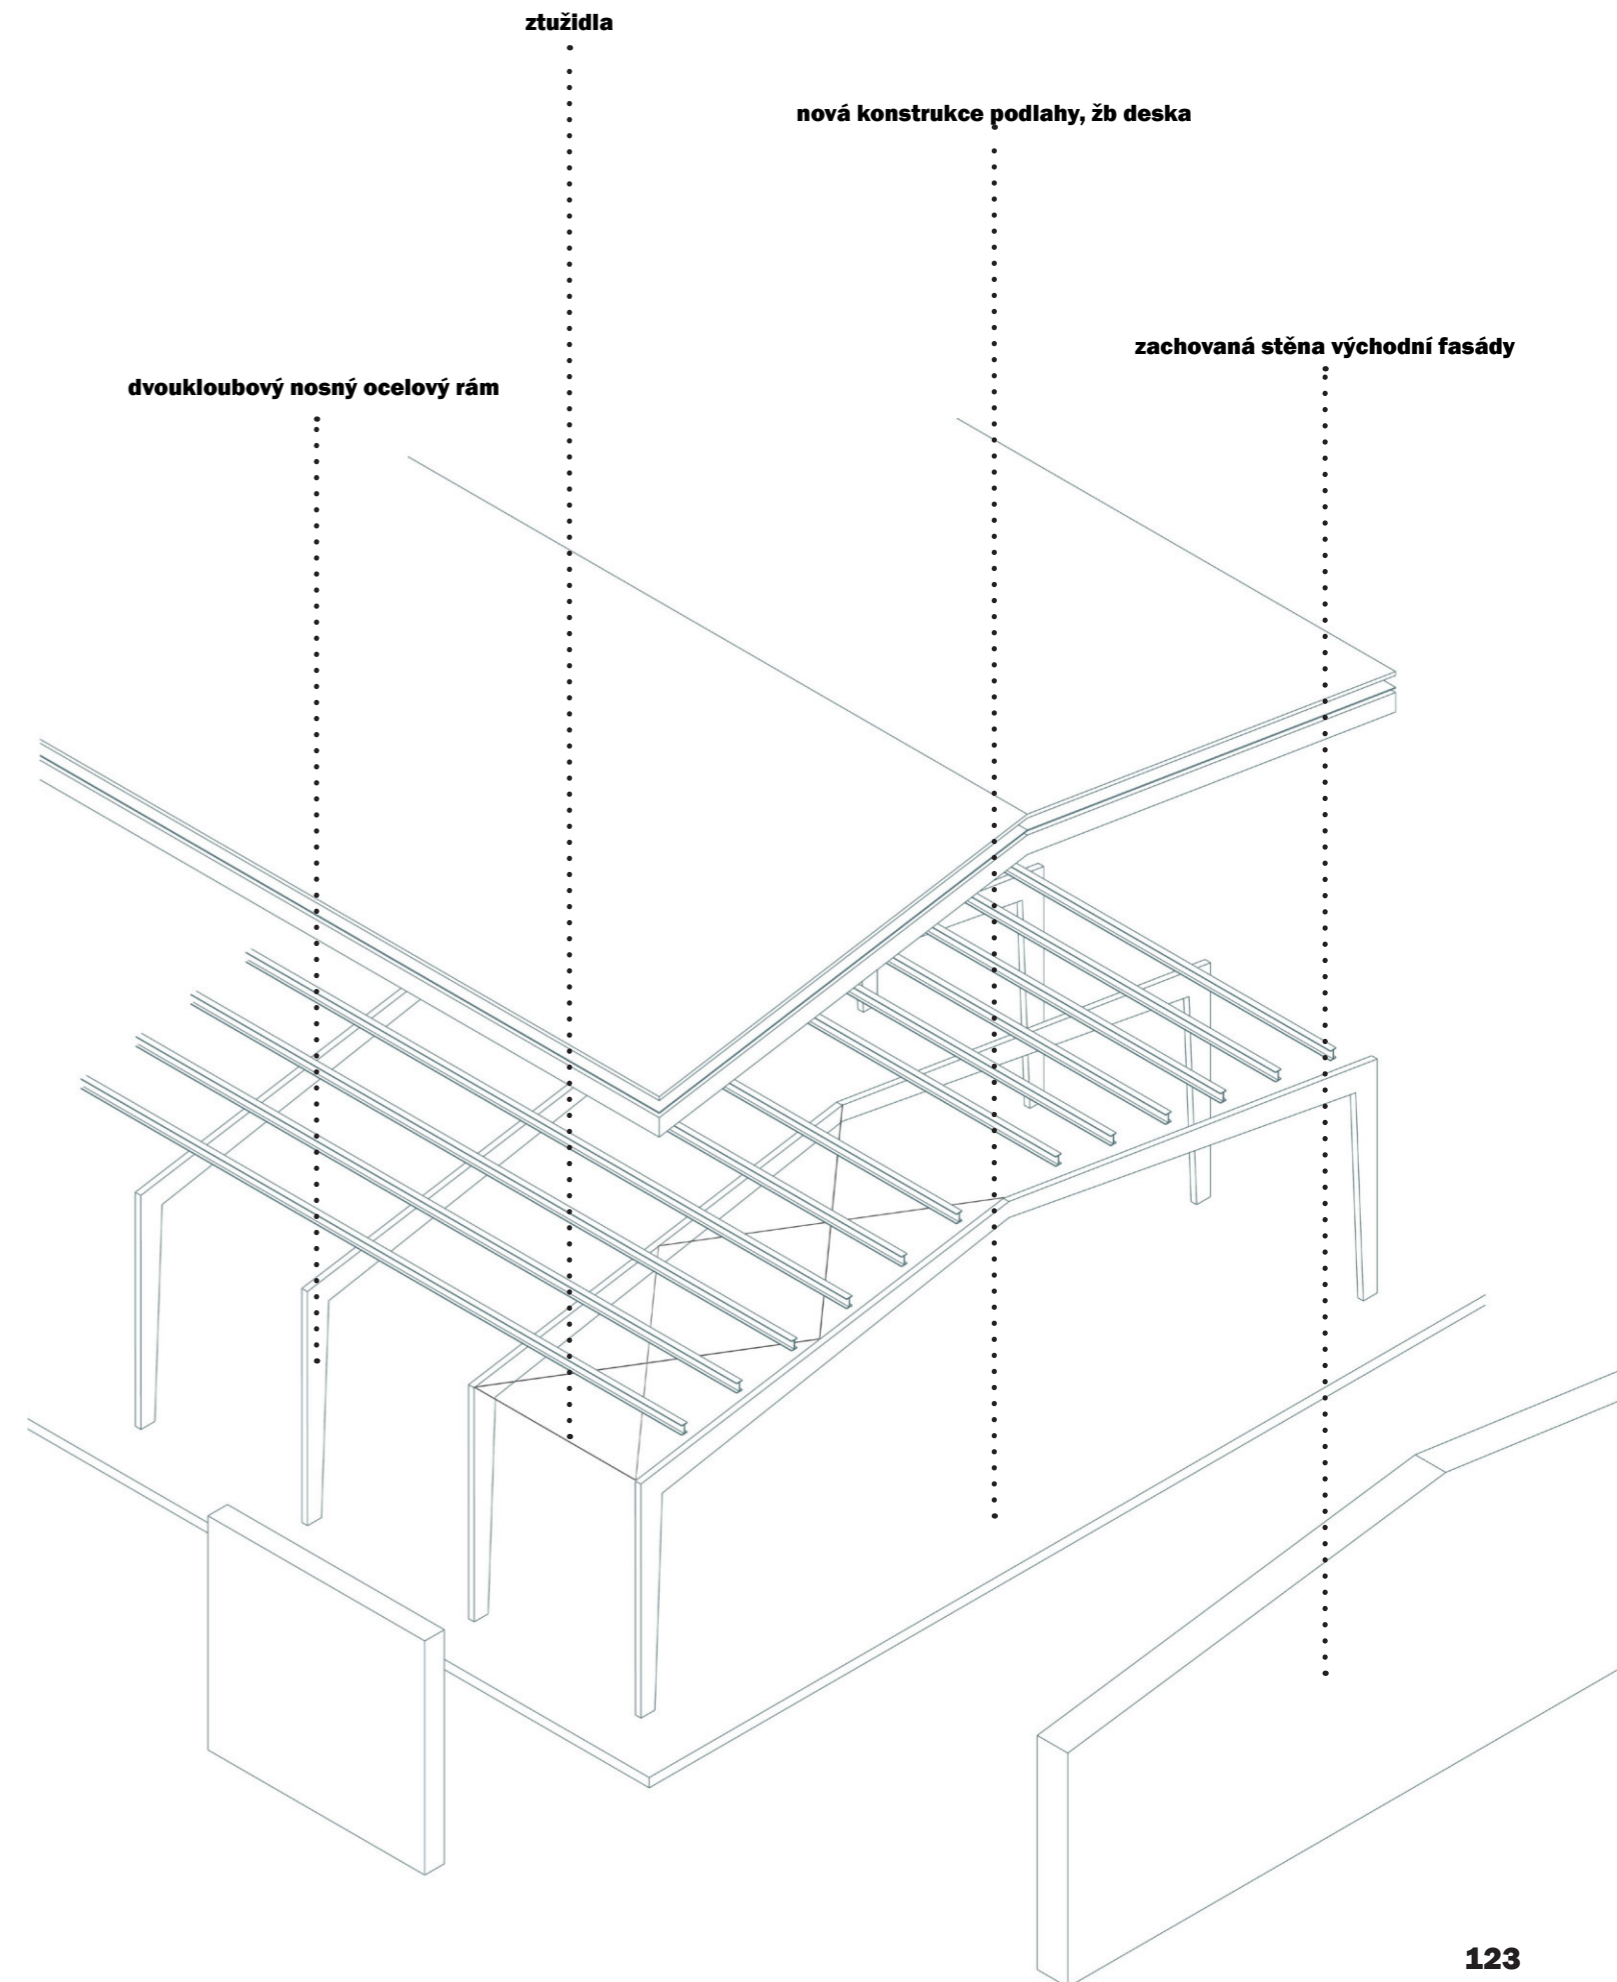 ztužidla
nová konstrukce podlahy, žb deska
zachovaná stěna východní fasády
dvoukloubový nosný ocelový rám
123